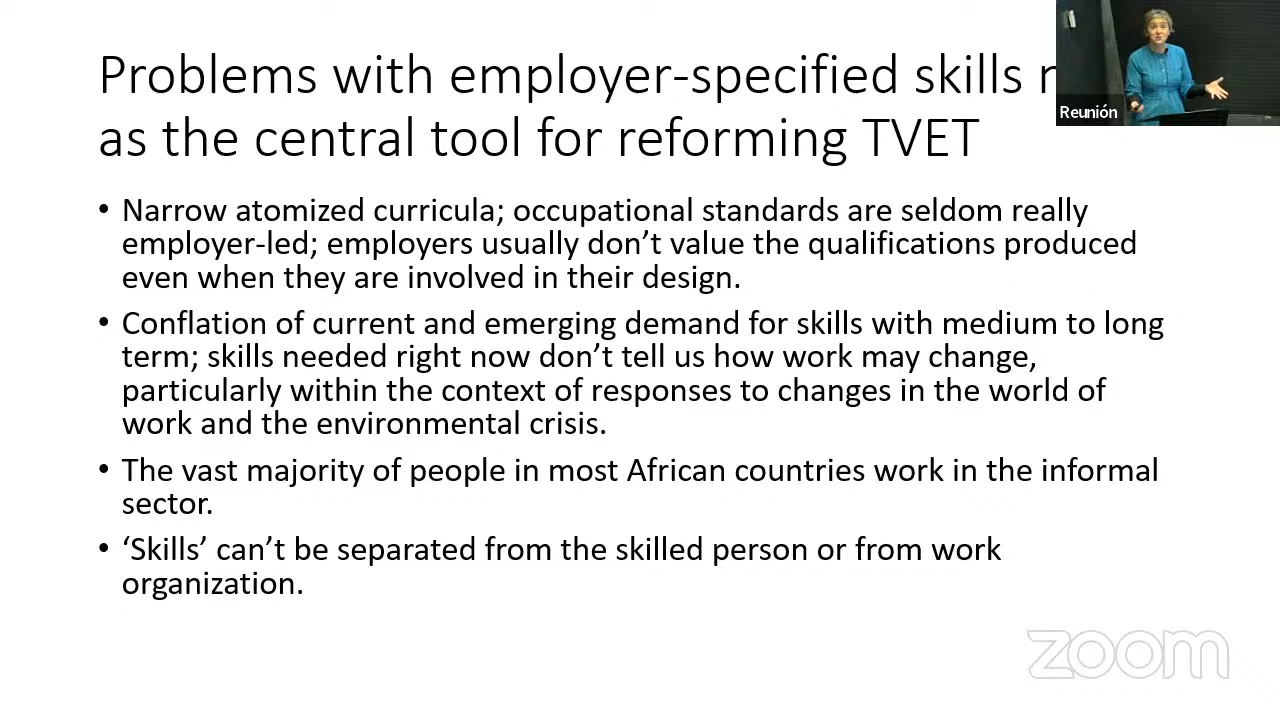 Problems with employer-specified skills
as the central tool for reforming TVET
Reunión
• Narrow atomized curricula; occupational standards are seldom really
employer-led; employers usually don’t value the qualifications produced
even when they are involved in their design.
• Conflation of current and emerging demand for skills with medium to long
term; skills needed right now don’t tell us how work may change,
particularly within the context of responses to changes in the world of
work and the environmental crisis.
• The vast majority of people in most African countries work in the informal
sector.
• ‘Skills’ can’t be separated from the skilled person or from work
organization.
zoom